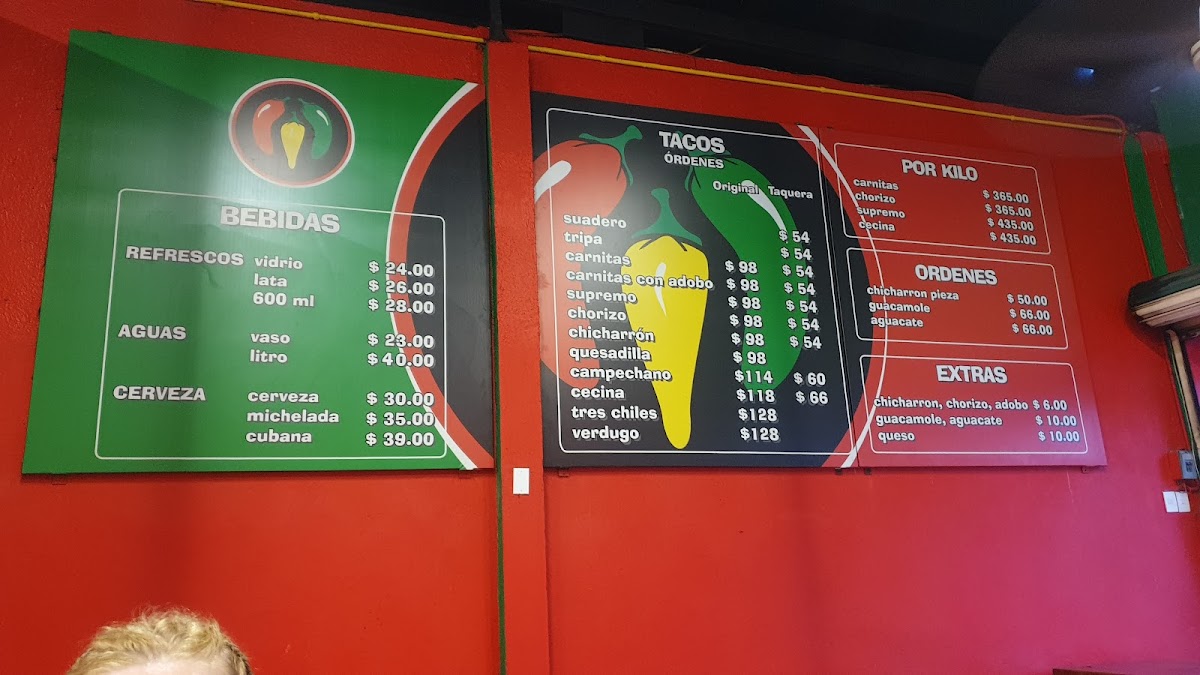 BEBIDAS
REFRESCOS vidrio $ 24.00
lata $ 26.00
600 ml $ 28.00
AGUAS vaso $ 23.00
litro $ 40.00
CERVEZA cerveza $ 30.00
michelada $ 35.00
cubana $ 39.00
TACOS
ÓRDENES
Original Taquera
suadero $ 54
tripa $ 54
carnitas $ 98 $ 54
carnitas con adobo $ 98 $ 54
supremo $ 98 $ 54
chorizo $ 98 $ 54
chicharrón $ 98 $ 54
quesadilla $ 98
campechano $114 $ 60
cecina $118 $ 66
tres chiles $128
verdugo $128
POR KILO
carnitas $ 365.00
chorizo $ 365.00
supremo $ 435.00
cecina $ 435.00
ORDENES
chicharron pieza $ 50.00
guacamole $ 66.00
aguacate $ 66.00
EXTRAS
chicharron, chorizo, adobo $ 6.00
guacamole, aguacate $ 10.00
queso $ 10.00